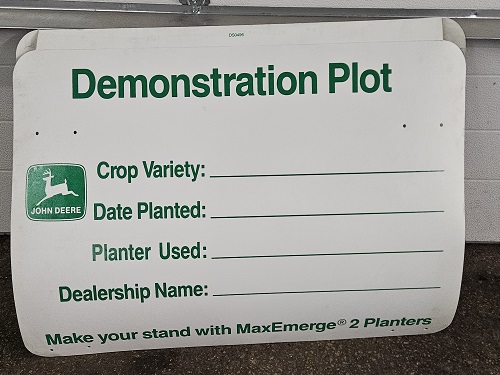 DS0496
Demonstration Plot
Crop Variety:
JOHN DEERE
Date Planted:
Planter Used:
Dealership Name:
Make your stand with MaxEmerge® 2 Planters